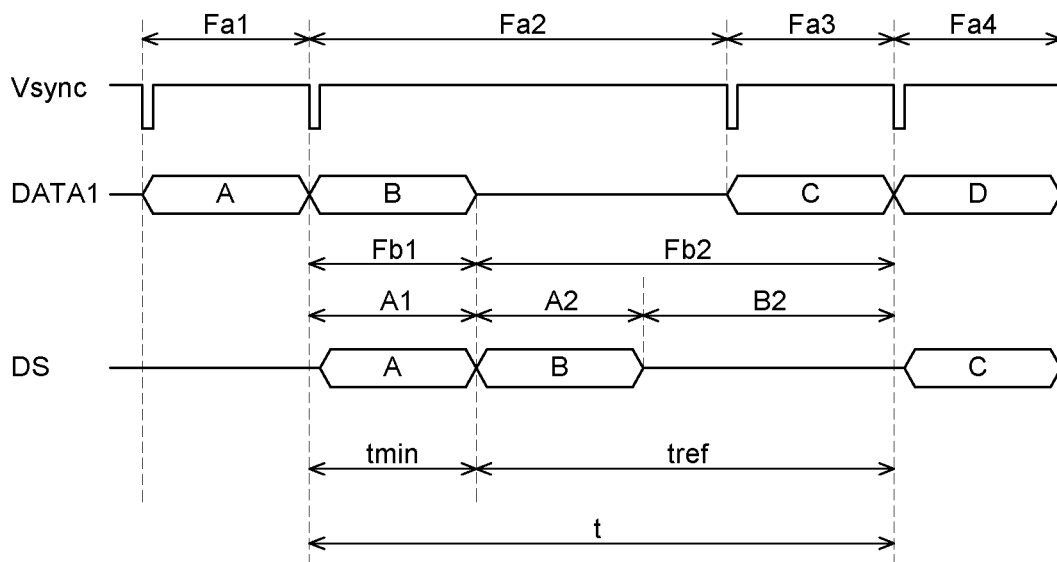 Fa1 Fa2 Fa3 Fa4
Vsync
DATA1 A B C D
Fb1 Fb2
A1 A2 B2
DS A B C
tmin tref
t